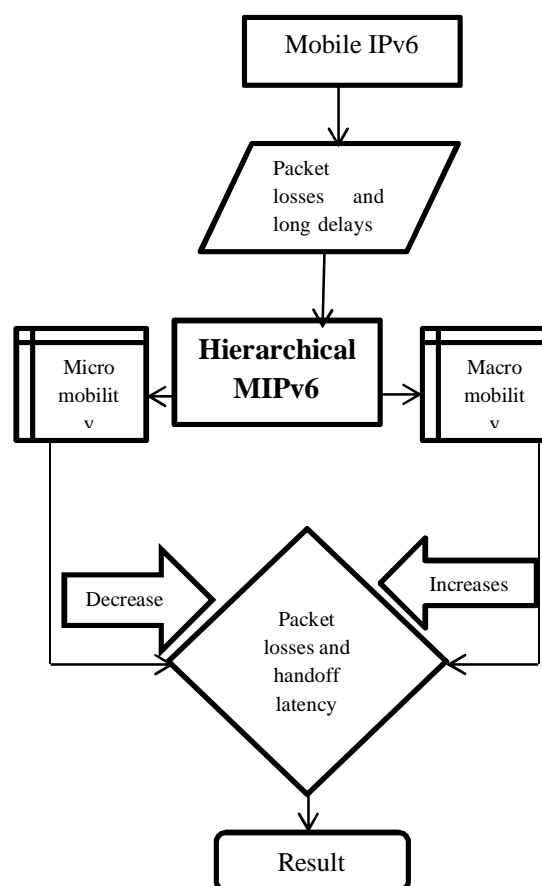 Mobile IPv6
Packet
losses and
long delays
Hierarchical
MIPv6
Micro
mobilit
y
Macro
mobilit
y
Decrease
Increases
Packet
losses and
handoff
latency
Result